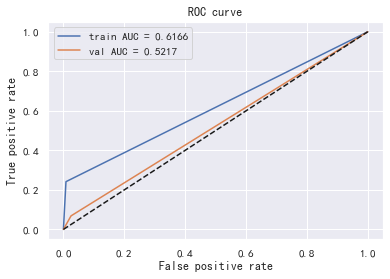 ROC curve
train AUC = 0.6166
val AUC = 0.5217
True positive rate
1.0
0.8
0.6
0.4
0.2
0.0
0.0 0.2 0.4 0.6 0.8 1.0
False positive rate